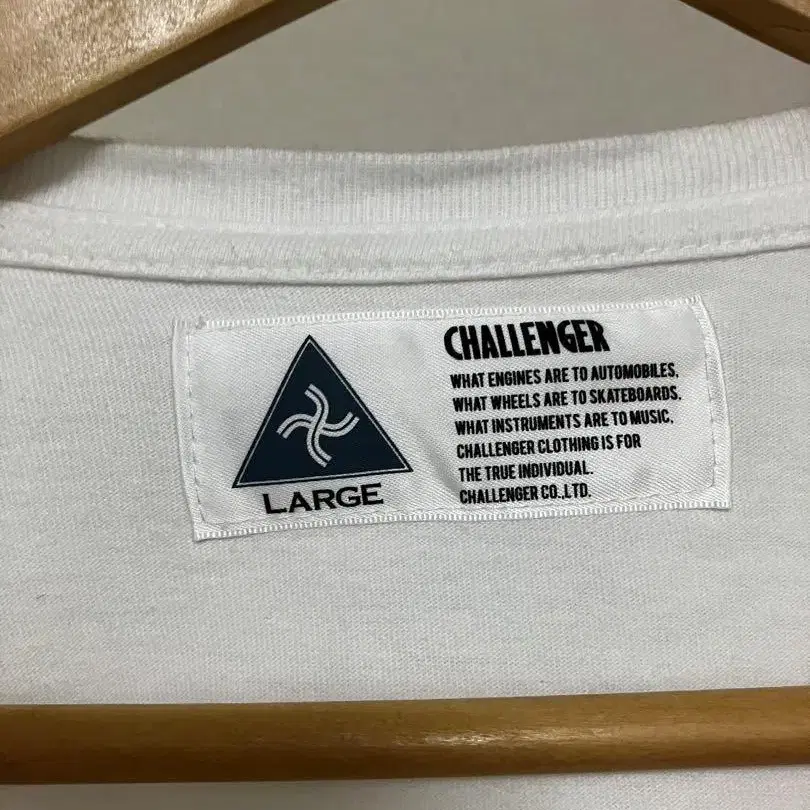 LARGE
CHALLENGER
WHAT ENGINES ARE TO AUTOMOBILES,
WHAT WHEELS ARE TO SKATEBOARDS.
WHAT INSTRUMENTS ARE TO MUSIC,
CHALLENGER CLOTHING IS FOR
THE TRUE INDIVIDUAL.
CHALLENGER CO.,LTD.